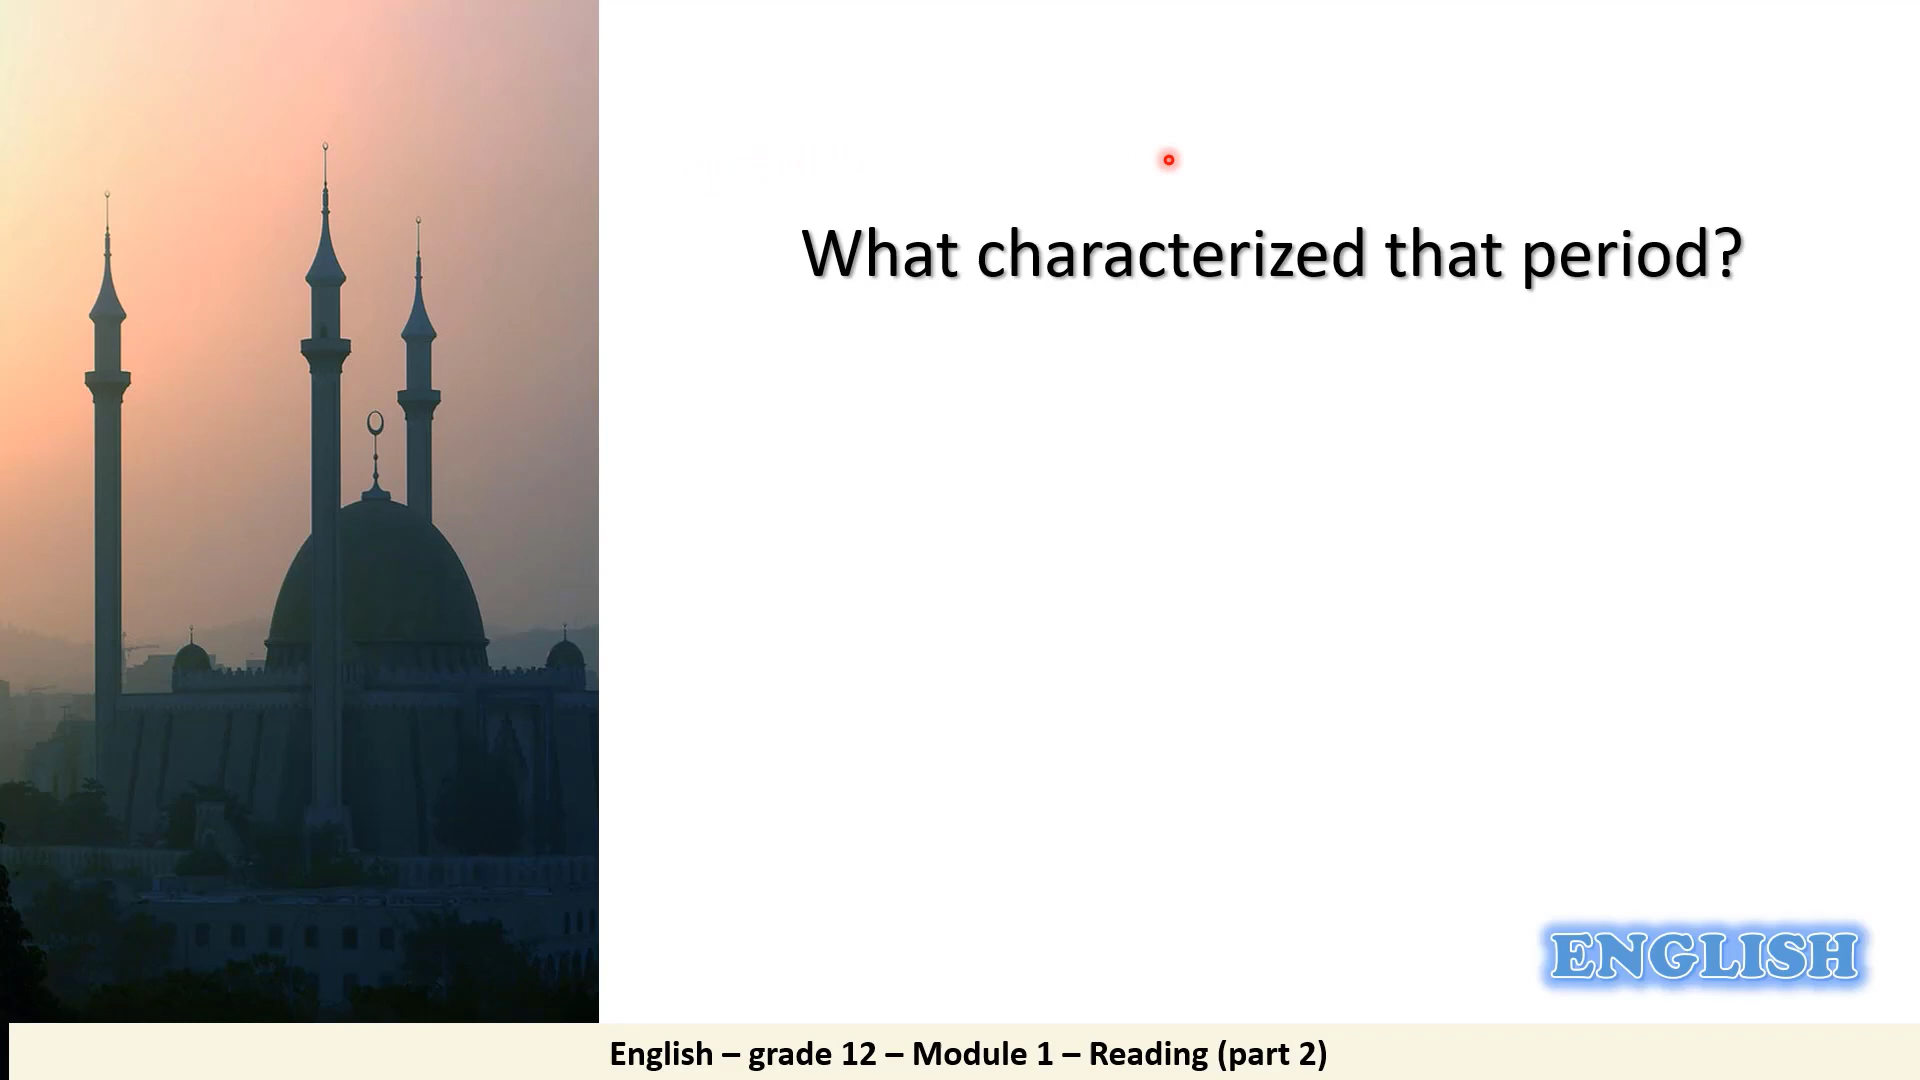 What characterized that period?
ENGLISH
English – grade 12 – Module 1 – Reading (part 2)